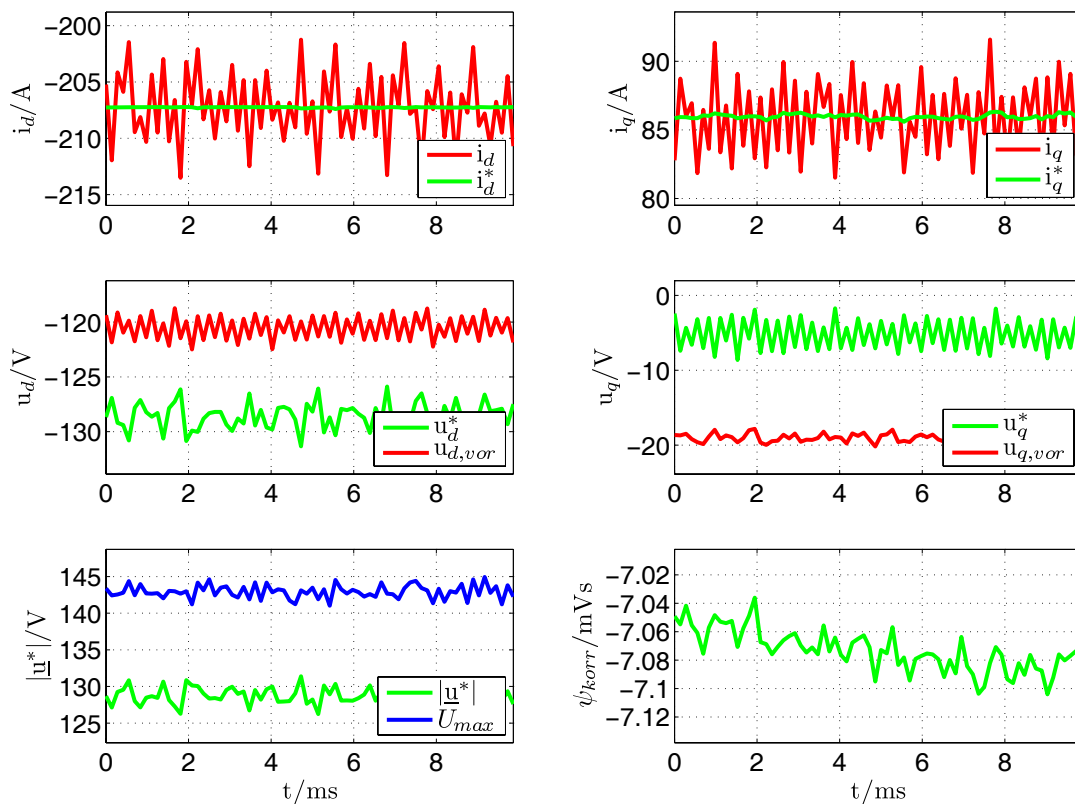 −200
−205
−210
−215
i_d/A
0 2 4 6 8
i_d
i_d^*
90
85
80
i_q/A
0 2 4 6 8
i_q
i_q^*
−120
−125
−130
u_d/V
0 2 4 6 8
u_d^*
u_{d,vor}
0
−10
−20
u_q/V
0 2 4 6 8
u_q^*
u_{q,vor}
145
140
135
130
125
|u^*|/V
0 2 4 6 8
t/ms
|u^*|
U_{max}
−7.02
−7.04
−7.06
−7.08
−7.1
−7.12
ψ_{korr}/mVs
0 2 4 6 8
t/ms